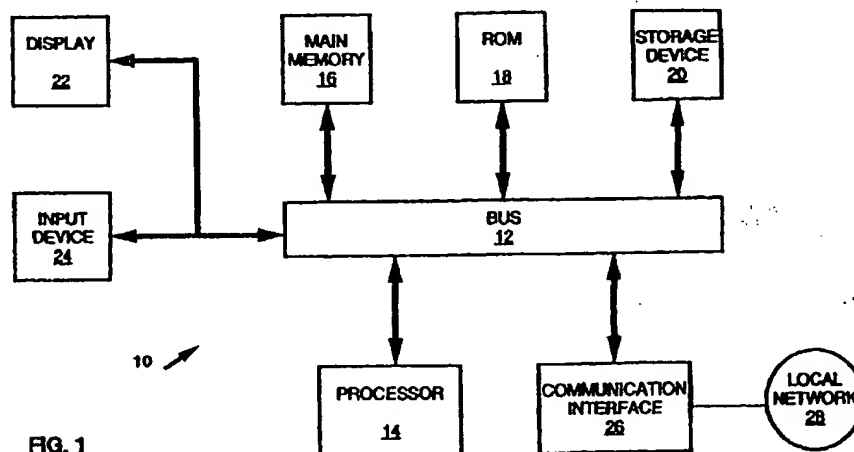 DISPLAY
22
MAIN
MEMORY
16
ROM
18
STORAGE
DEVICE
20
INPUT
DEVICE
24
BUS
12
10
PROCESSOR
14
COMMUNICATION
INTERFACE
26
LOCAL
NETWORK
28
FIG. 1